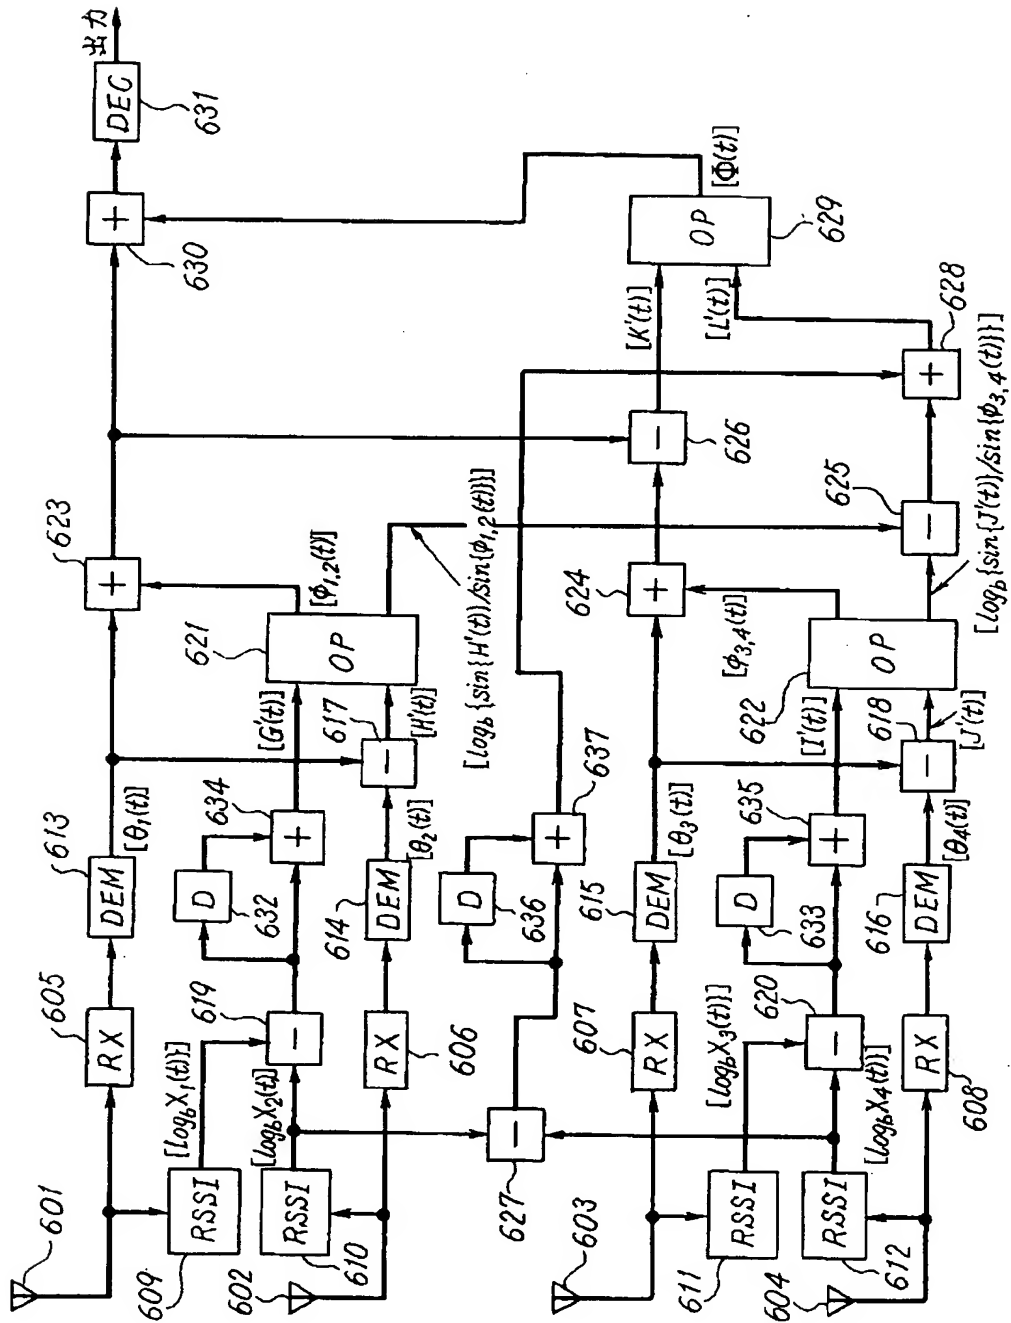 601
605
RX
613
DEM
[θ1(t)]
623
+
630
+
DEC
631
出力
609
RSSI
[logbX1(t)}]
619
−
632
D
634
+
[G'(t)]
621
OP
[ϕ1,2(t)]
602
610
RSSI
[logbX2(t)]
606
RX
614
DEM
[θ2(t)]
617
−
[H'(t)]
[logb{sin{H'(t)}/sin{ϕ1,2(t)}}]
627
−
636
D
637
+
603
607
RX
615
DEM
[θ3(t)]
624
+
626
−
[K'(t)]
629
OP
[Φ(t)]
[L'(t)]
611
RSSI
[logbX3(t)}]
620
−
633
D
635
+
[I'(t)]
622
OP
[ϕ3,4(t)]
604
612
RSSI
[logbX4(t)}]
608
RX
616
DEM
[θ4(t)]
618
−
[J'(t)]
625
−
628
+
[logb{sin{J'(t)}/sin{ϕ3,4(t)}}]